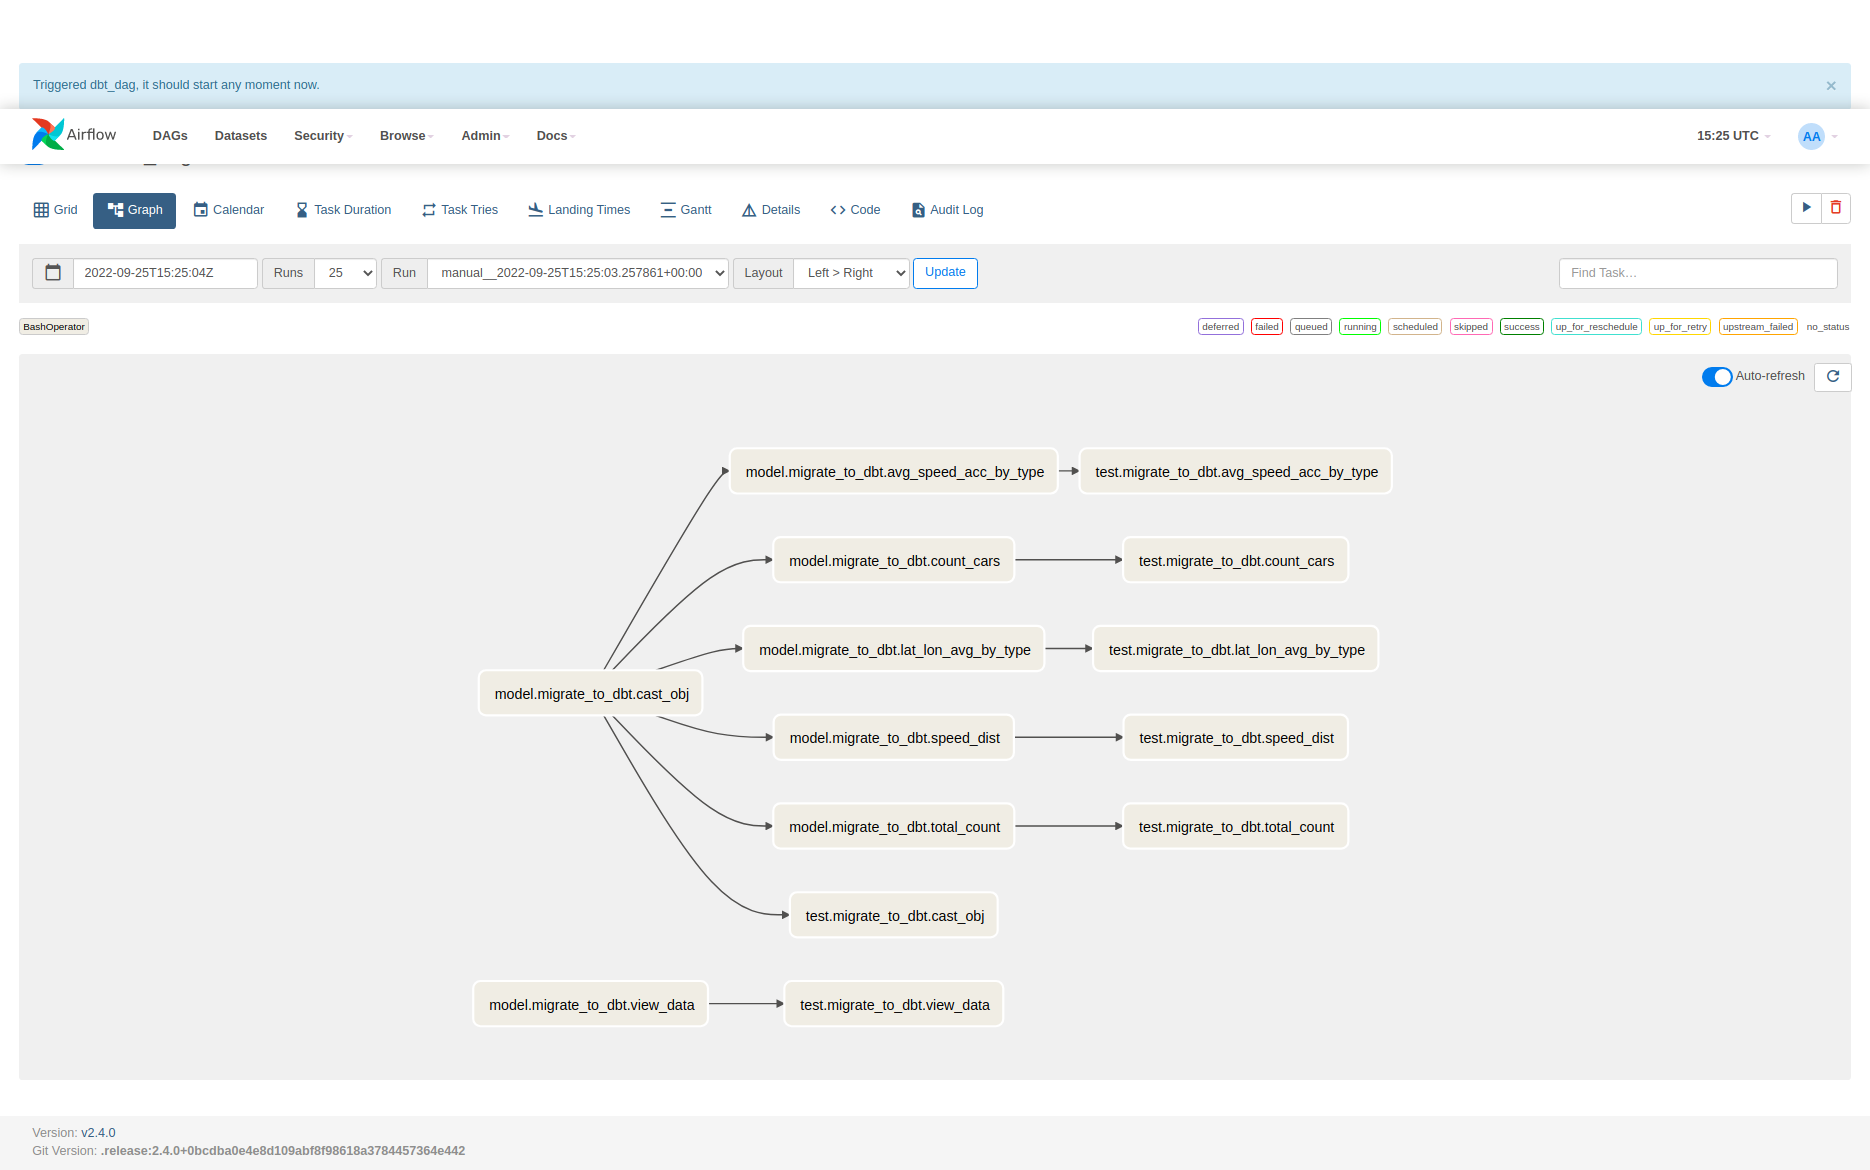 Triggered dbt_dag, it should start any moment now.
×
Airflow DAGs Datasets Security Browse Admin Docs 15:25 UTC AA
Grid Graph Calendar Task Duration Task Tries Landing Times Gantt Details Code Audit Log
2022-09-25T15:25:04Z Runs 25 Run manual__2022-09-25T15:25:03.257861+00:00 Layout Left > Right Update Find Task…
BashOperator deferred failed queued running scheduled skipped success up_for_reschedule up_for_retry upstream_failed no_status
Auto-refresh
model.migrate_to_dbt.avg_speed_acc_by_type test.migrate_to_dbt.avg_speed_acc_by_type
model.migrate_to_dbt.count_cars test.migrate_to_dbt.count_cars
model.migrate_to_dbt.lat_lon_avg_by_type test.migrate_to_dbt.lat_lon_avg_by_type
model.migrate_to_dbt.cast_obj
model.migrate_to_dbt.speed_dist test.migrate_to_dbt.speed_dist
model.migrate_to_dbt.total_count test.migrate_to_dbt.total_count
test.migrate_to_dbt.cast_obj
model.migrate_to_dbt.view_data test.migrate_to_dbt.view_data
Version: v2.4.0
Git Version: .release:2.4.0+0bcdba0e4e8d109abf8f98618a3784457364e442